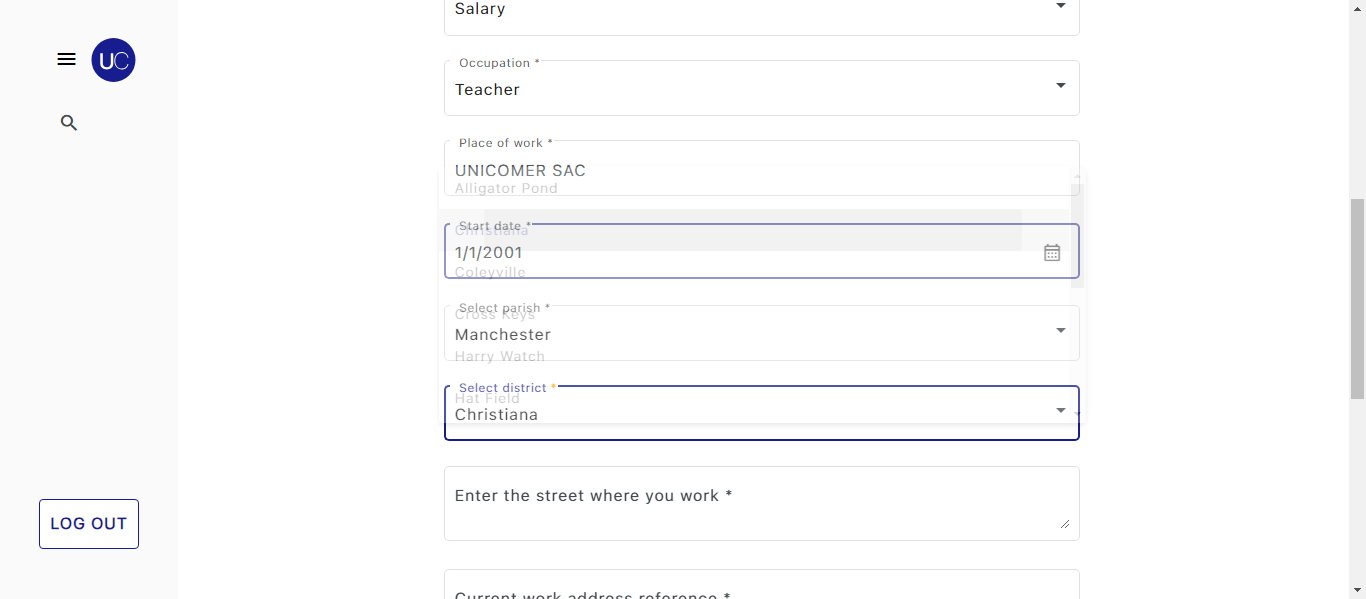 Salary
UC
Occupation *
Teacher
Place of work *
UNICOMER SAC
Alligator Pond
Start date *
Christiana
1/1/2001
Coleyville
Select parish *
Cross Keys
Manchester
Harry Watch
Select district *
Hat Field
Christiana
Enter the street where you work *
LOG OUT
Current work address reference *